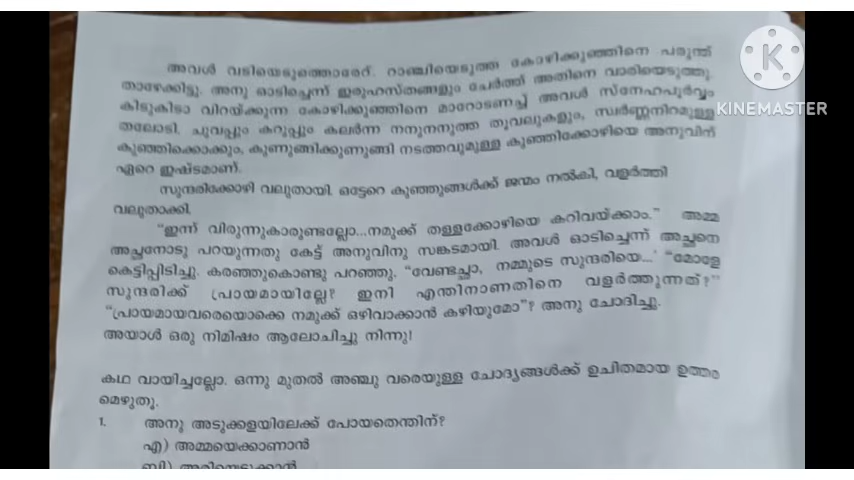 അവൾ വടിയെടുത്തൊരേറ്. റാഞ്ചിയെടുത്ത കോഴിക്കുഞ്ഞിനെ പരുന്ത്
താഴേക്കിട്ടു. അനു ഓടിച്ചെന്ന് ഇരുഹസ്തങ്ങളും ചേർത്ത് അതിനെ വാരിയെടുത്തു.
കിടുകിടാ വിറയ്ക്കുന്ന കോഴിക്കുഞ്ഞിനെ മാറോടണച്ച് അവൾ സ്നേഹപൂർവ്വം
തലോടി. ചുവപ്പും കറുപ്പും കലർന്ന നനുനനുത്ത തൂവലുകളും, സ്വർണ്ണനിറമുള്ള
കുഞ്ഞിക്കൊക്കും, കുണുങ്ങിക്കുണുങ്ങി നടത്തവുമുള്ള കുഞ്ഞിക്കോഴിയെ അനുവിന്
ഏറെ ഇഷ്ടമാണ്.
സുന്ദരിക്കോഴി വലുതായി. ഒട്ടേറെ കുഞ്ഞുങ്ങൾക്ക് ജന്മം നൽകി, വളർത്തി
വലുതാക്കി.
"ഇന്ന് വിരുന്നുകാരുണ്ടല്ലോ...നമുക്ക് തള്ളക്കോഴിയെ കറിവയ്ക്കാം." അമ്മ
അച്ഛനോടു പറയുന്നതു കേട്ട് അനുവിനു സങ്കടമായി. അവൾ ഓടിച്ചെന്ന് അച്ഛനെ
കെട്ടിപ്പിടിച്ചു. കരഞ്ഞുകൊണ്ടു പറഞ്ഞു. "വേണ്ടച്ഛാ, നമ്മുടെ സുന്ദരിയെ...' "മോളേ
സുന്ദരിക്ക് പ്രായമായില്ലേ? ഇനി എന്തിനാണതിനെ വളർത്തുന്നത്?"
"പ്രായമായവരെയൊക്കെ നമുക്ക് ഒഴിവാക്കാൻ കഴിയുമോ"? അനു ചോദിച്ചു.
അയാൾ ഒരു നിമിഷം ആലോചിച്ചു നിന്നു!
കഥ വായിച്ചല്ലോ. ഒന്നു മുതൽ അഞ്ചു വരെയുള്ള ചോദ്യങ്ങൾക്ക് ഉചിതമായ ഉത്തര
മെഴുതൂ.
1. അനു അടുക്കളയിലേക്ക് പോയതെന്തിന്?
എ) അമ്മയെക്കാണാൻ
ബി) അരിയെടുക്കാൻ
KINEMASTER